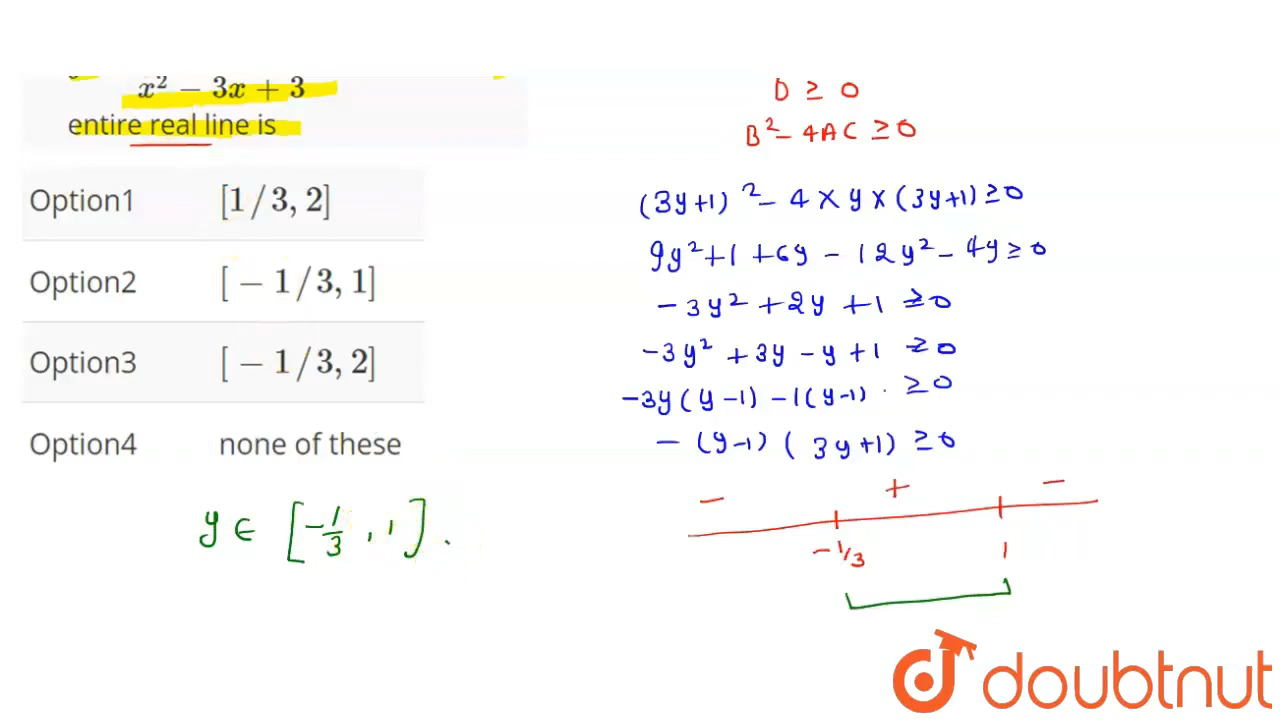 x² − 3x + 3
entire real line is
Option1 [1/3, 2]
Option2 [−1/3, 1]
Option3 [−1/3, 2]
Option4 none of these
y ∈ [−1/3, 1].
D ≥ 0
B² − 4AC ≥ 0
(3y+1)² − 4 × y × (3y+1) ≥ 0
9y² + 1 + 6y − 12y² − 4y ≥ 0
−3y² + 2y + 1 ≥ 0
−3y² + 3y − y + 1 ≥ 0
−3y(y−1) −1(y−1) ≥ 0
−(y−1)(3y+1) ≥ 0
− + −
−1/3 1
doubtnut